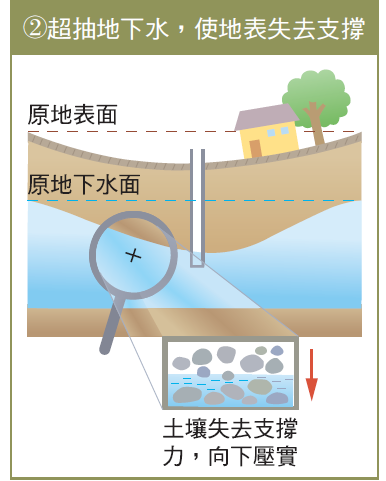 ②超抽地下水，使地表失去支撐
原地表面
原地下水面
土壤失去支撐
力，向下壓實